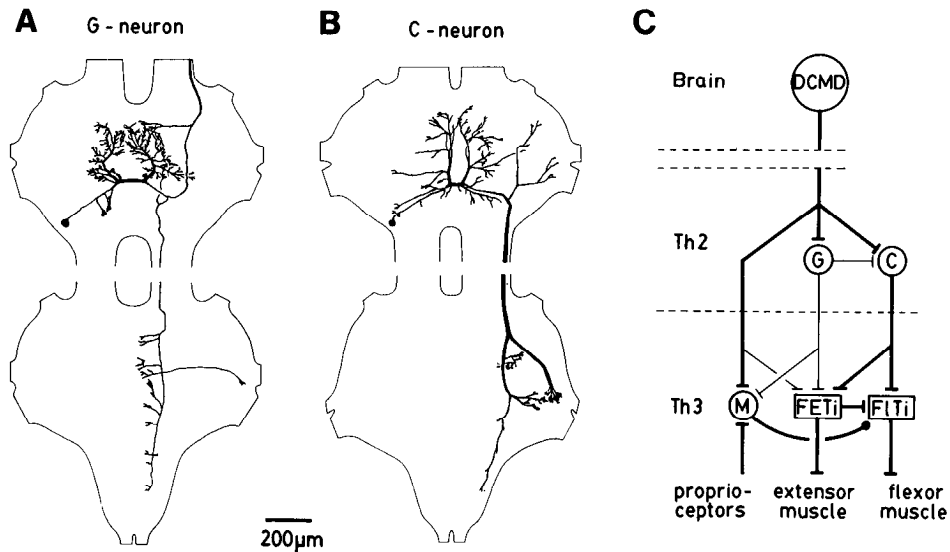 A
G - neuron
B
C - neuron
C
Brain
DCMD
Th2
G
C
Th3
M
FETi
FlTi
proprio-
ceptors
extensor
muscle
flexor
muscle
200µm